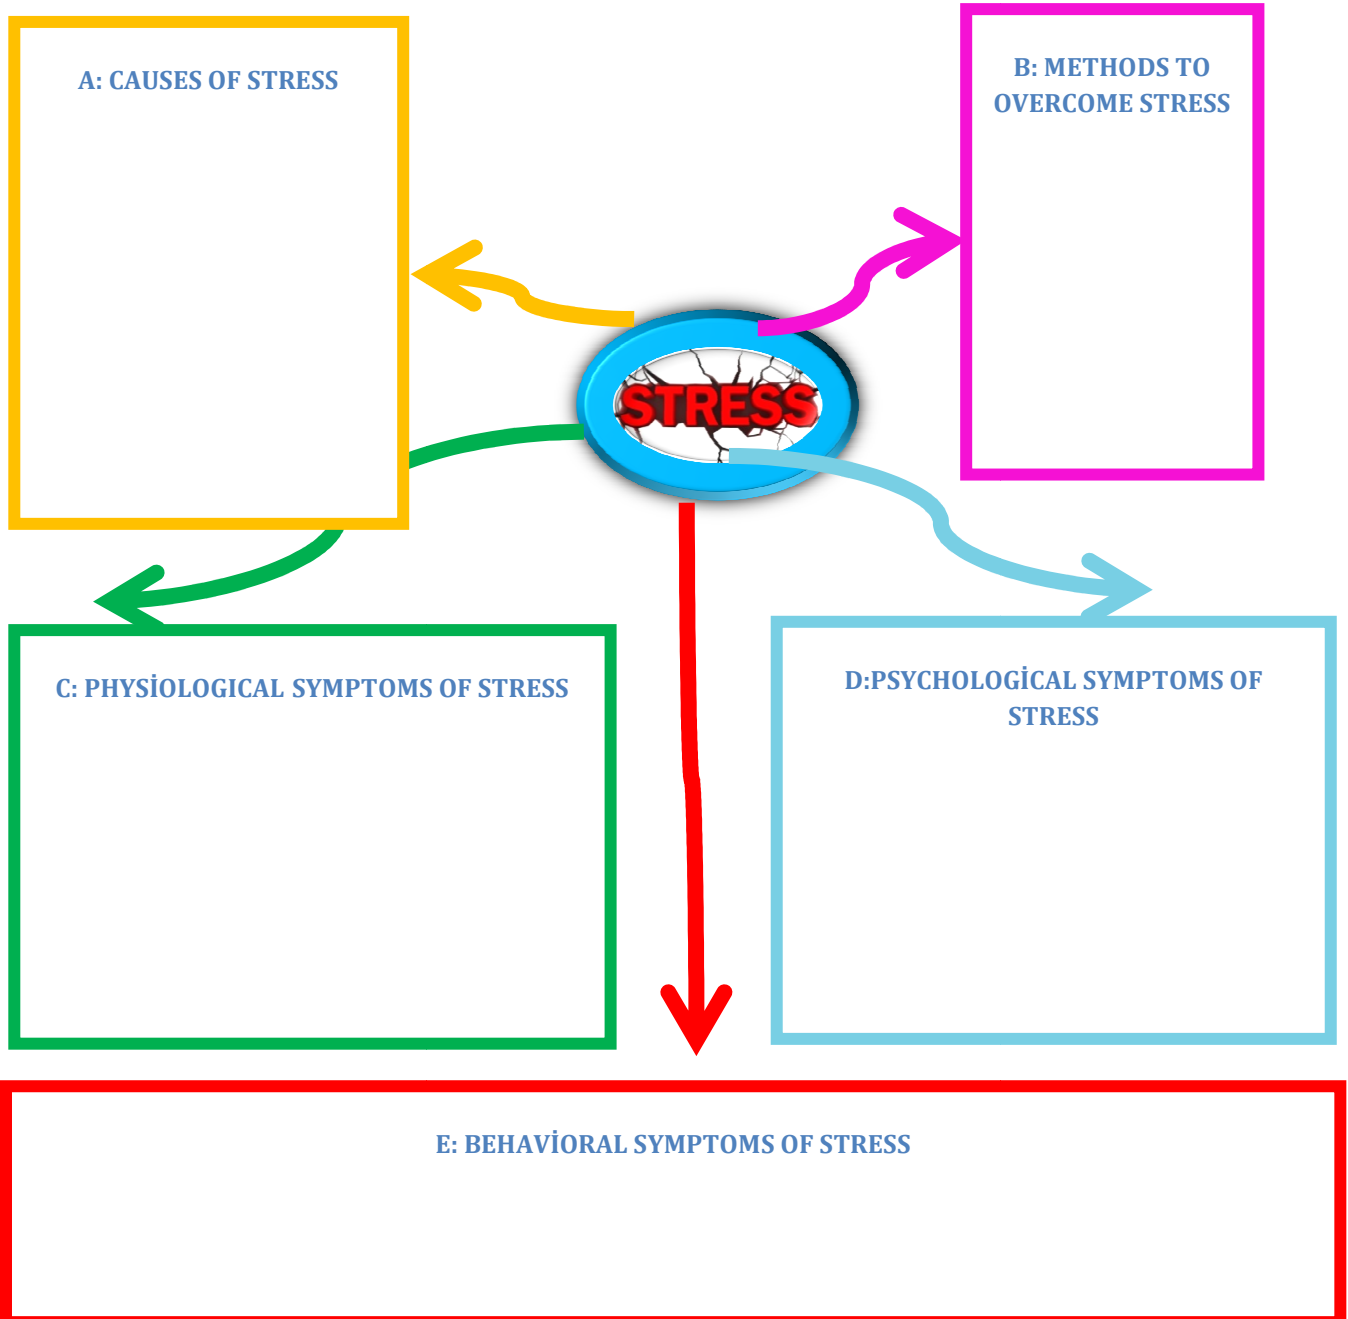 A: CAUSES OF STRESS
B: METHODS TO
OVERCOME STRESS
STRESS
C: PHYSİOLOGICAL SYMPTOMS OF STRESS
D:PSYCHOLOGİCAL SYMPTOMS OF
STRESS
E: BEHAVİORAL SYMPTOMS OF STRESS